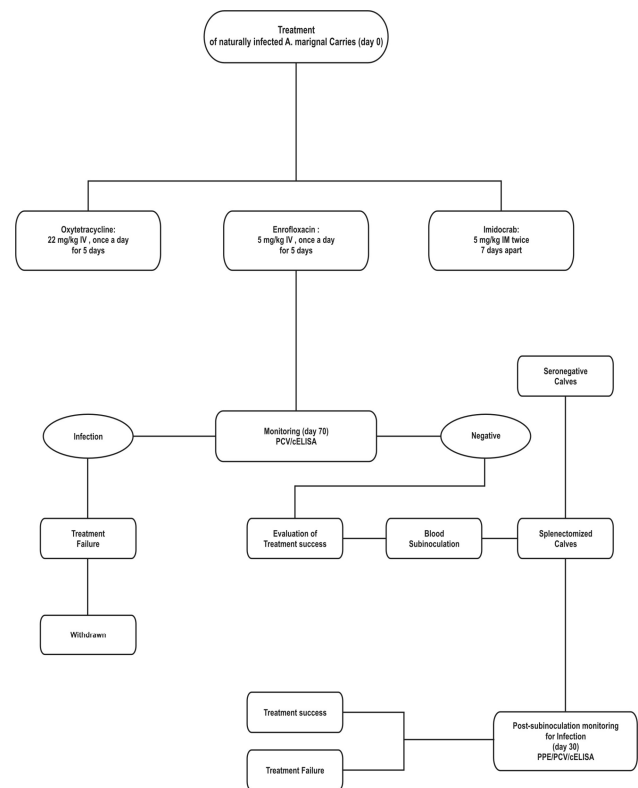 Treatment
of naturally infected A. marignal Carries (day 0)
Oxytetracycline:
22 mg/kg IV , once a day
for 5 days
Enrofloxacin :
5 mg/kg IV, once a day
for 5 days
Imidocrab:
5 mg/kg IM twice
7 days apart
Seronegative
Calves
Infection
Monitoring (day 70)
PCV/cELISA
Negative
Treatment
Failure
Evaluation of
Treatment success
Blood
Subinoculation
Splenectomized
Calves
Withdrawn
Treatment success
Post-subinoculation monitoring
for Infection
(day 30)
PPE/PCV/cELISA
Treatment Failure